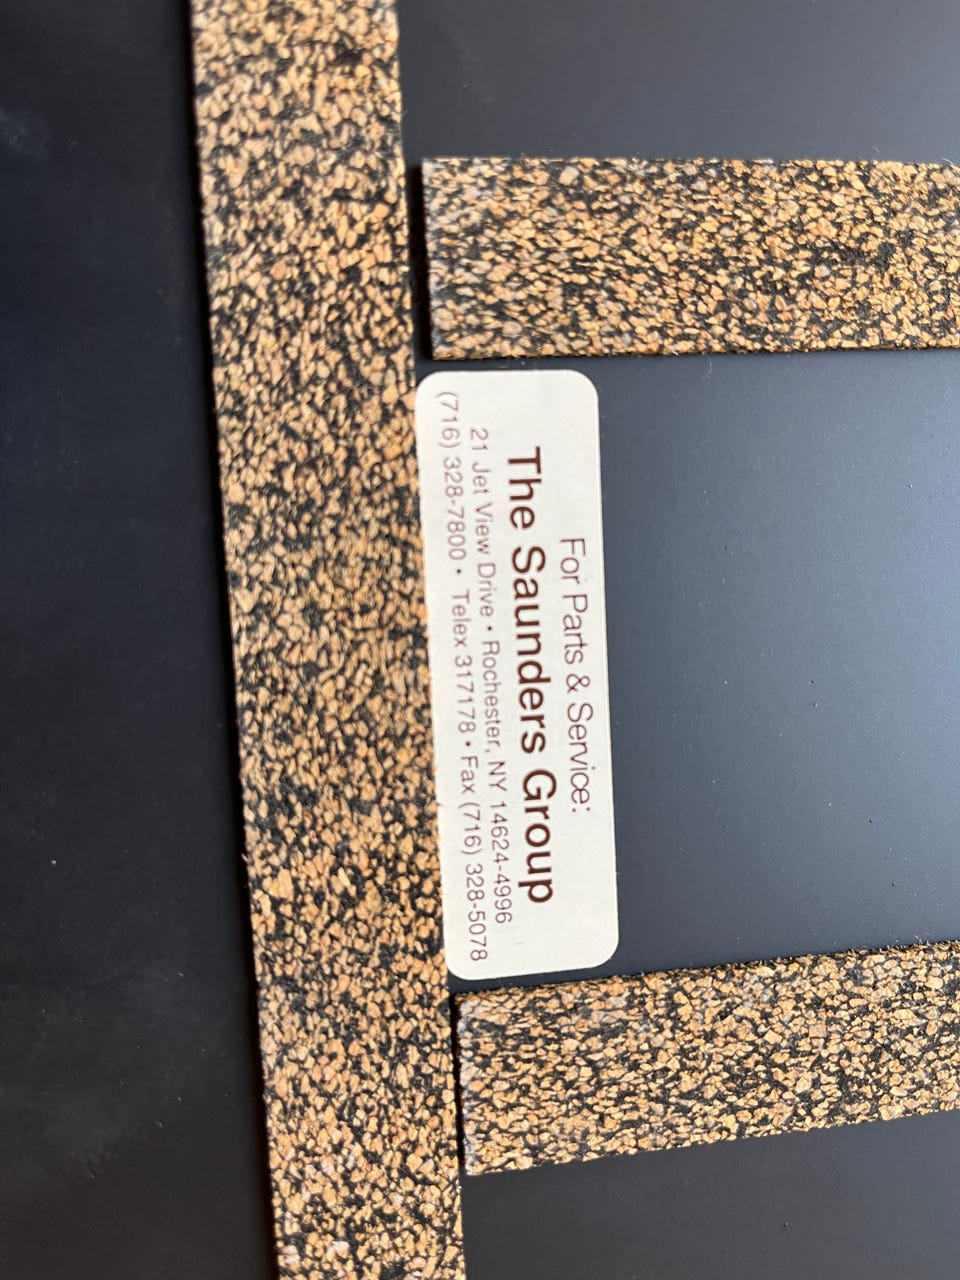 For Parts & Service:
The Saunders Group
21 Jet View Drive • Rochester, NY 14624-4996
(716) 328-7800 • Telex 317178 • Fax (716) 328-5078